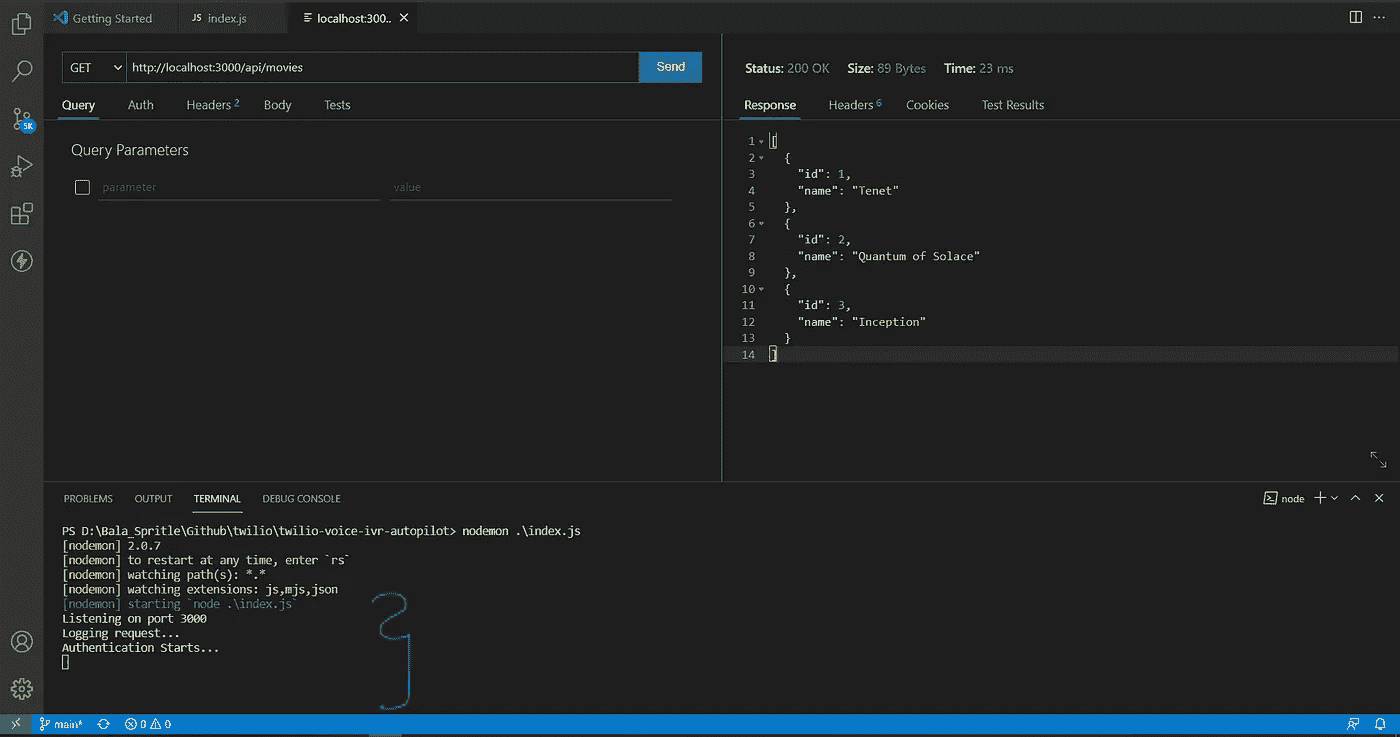 Getting Started
JS index.js
localhost:300..
GET
http://localhost:3000/api/movies
Send
Query
Auth
Headers 2
Body
Tests
Query Parameters
parameter
value
Status: 200 OK
Size: 89 Bytes
Time: 23 ms
Response
Headers 6
Cookies
Test Results
1 [
2 {
3 "id": 1,
4 "name": "Tenet"
5 },
6 {
7 "id": 2,
8 "name": "Quantum of Solace"
9 },
10 {
11 "id": 3,
12 "name": "Inception"
13 }
14 ]
5K
PROBLEMS
OUTPUT
TERMINAL
DEBUG CONSOLE
node
PS D:\Bala_Spritle\Github\twilio\twilio-voice-ivr-autopilot> nodemon .\index.js
[nodemon] 2.0.7
[nodemon] to restart at any time, enter `rs`
[nodemon] watching path(s): *.*
[nodemon] watching extensions: js,mjs,json
[nodemon] starting `node .\index.js`
Listening on port 3000
Logging request...
Authentication Starts...
main*
0
0